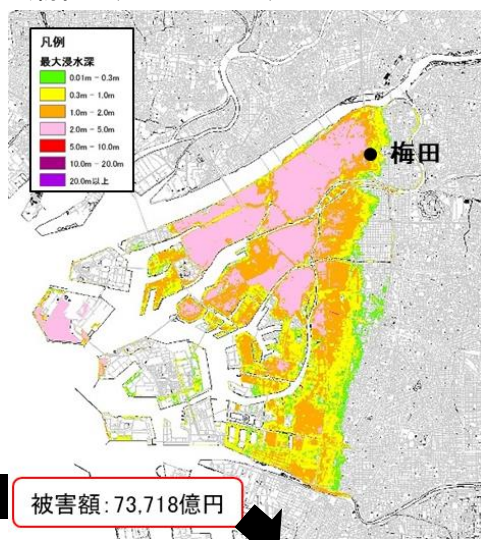 凡例
最大浸水深
0.01m - 0.3m
0.3m - 1.0m
1.0m - 2.0m
2.0m - 5.0m
5.0m - 10.0m
10.0m - 20.0m
20.0m以上
梅田
被害額：73,718億円